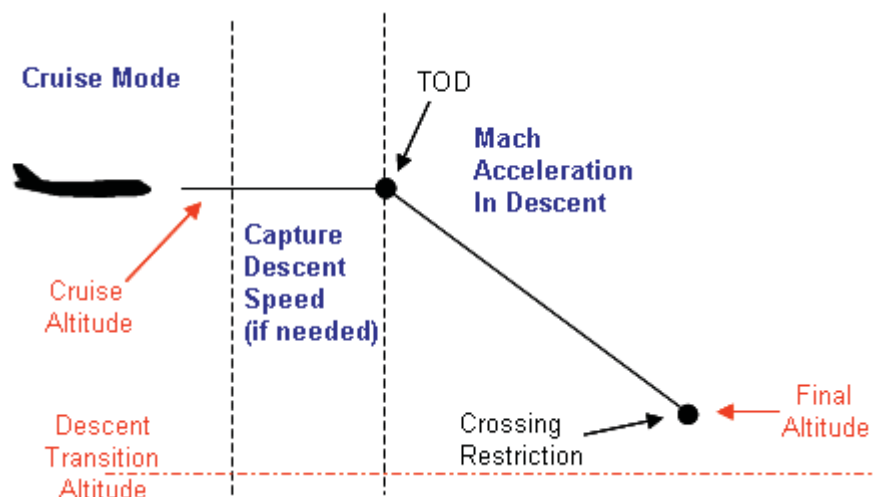 Cruise Mode
TOD
Mach
Acceleration
In Descent
Capture
Descent
Speed
(if needed)
Cruise
Altitude
Final
Altitude
Crossing
Restriction
Descent
Transition
Altitude